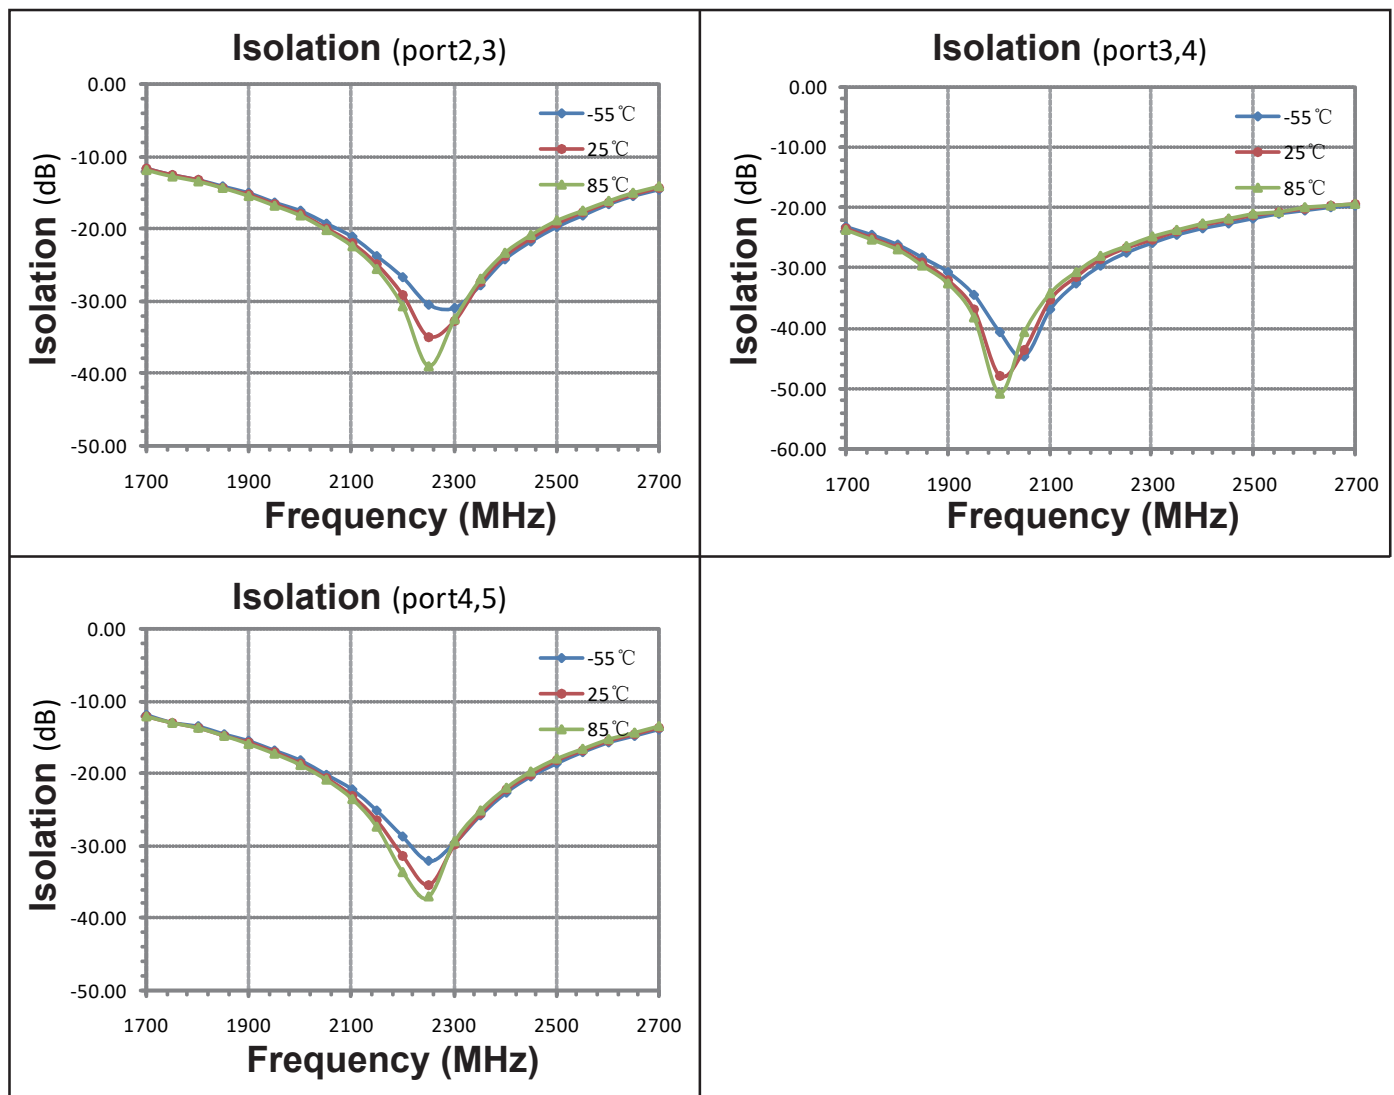 Isolation (port2,3)
0.00
-10.00
-20.00
-30.00
-40.00
-50.00
Isolation (dB)
-55℃
25℃
85℃
1700 1900 2100 2300 2500 2700
Frequency (MHz)
Isolation (port3,4)
0.00
-10.00
-20.00
-30.00
-40.00
-50.00
-60.00
Isolation (dB)
-55℃
25℃
85℃
1700 1900 2100 2300 2500 2700
Frequency (MHz)
Isolation (port4,5)
0.00
-10.00
-20.00
-30.00
-40.00
-50.00
Isolation (dB)
-55℃
25℃
85℃
1700 1900 2100 2300 2500 2700
Frequency (MHz)